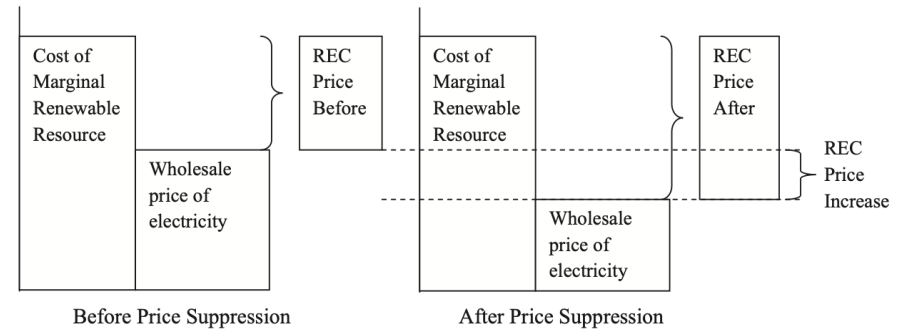 Cost of
Marginal
Renewable
Resource
Wholesale
price of
electricity
REC
Price
Before
Before Price Suppression
Cost of
Marginal
Renewable
Resource
Wholesale
price of
electricity
REC
Price
After
REC
Price
Increase
After Price Suppression